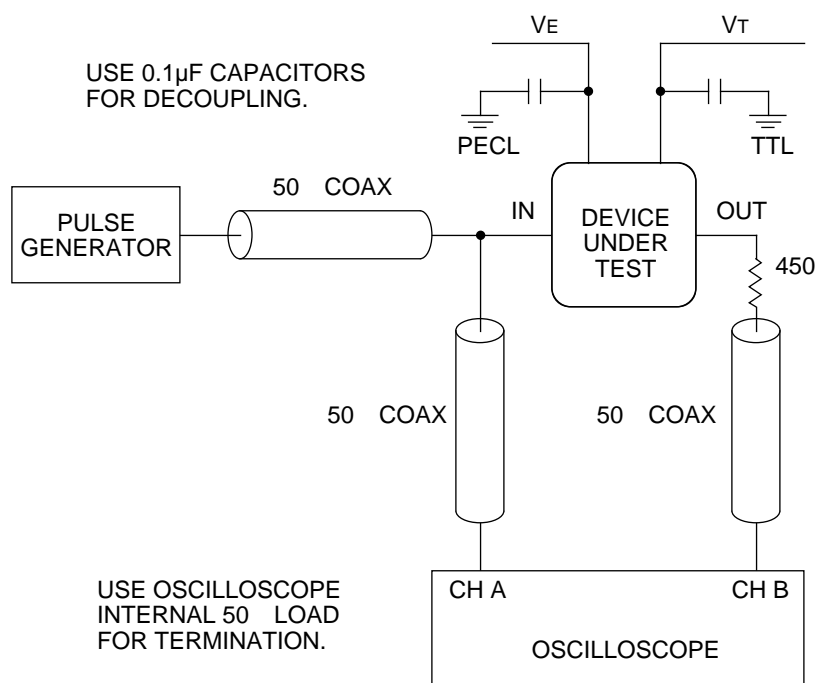 VE
VT
USE 0.1µF CAPACITORS
FOR DECOUPLING.
PECL
TTL
50 COAX
PULSE
GENERATOR
IN
DEVICE
UNDER
TEST
OUT
450
50 COAX
50 COAX
USE OSCILLOSCOPE
INTERNAL 50 LOAD
FOR TERMINATION.
CH A
CH B
OSCILLOSCOPE